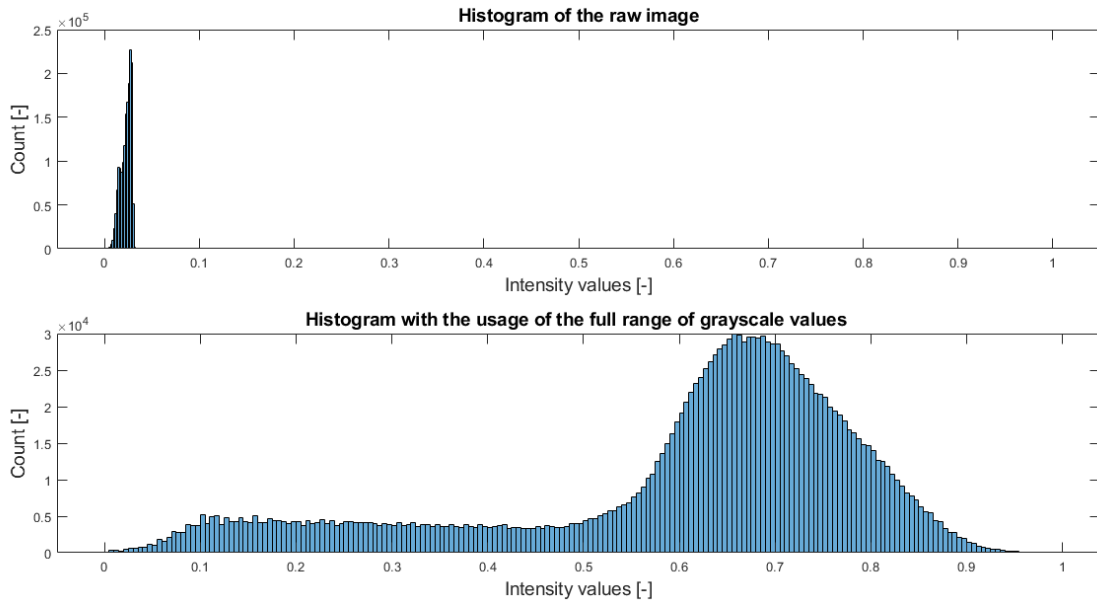 Histogram of the raw image
×10^5
2.5
2
1.5
1
0.5
0
Count [-]
0 0.1 0.2 0.3 0.4 0.5 0.6 0.7 0.8 0.9 1
Intensity values [-]
Histogram with the usage of the full range of grayscale values
×10^4
3
2.5
2
1.5
1
0.5
0
Count [-]
0 0.1 0.2 0.3 0.4 0.5 0.6 0.7 0.8 0.9 1
Intensity values [-]